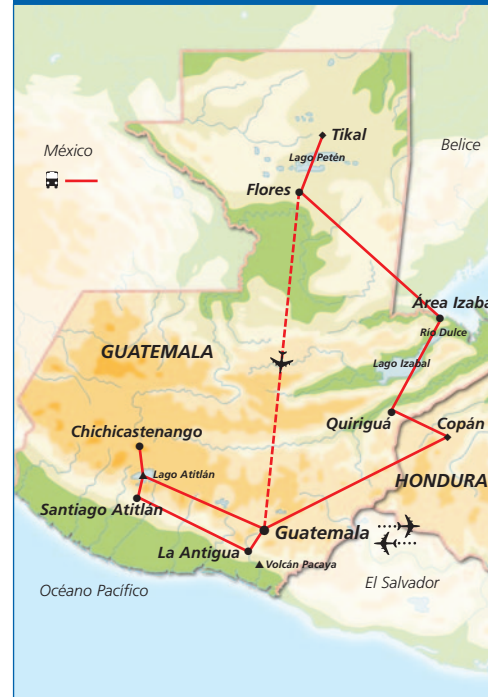 Tikal
México
Belice
Lago Petén
Flores
Área Izaba
Río Dulce
GUATEMALA
Lago Izabal
Quiriguá
Copán
Chichicastenango
Lago Atitlán
HONDURA
Santiago Atitlán
Guatemala
La Antigua
Volcán Pacaya
El Salvador
Océano Pacífico